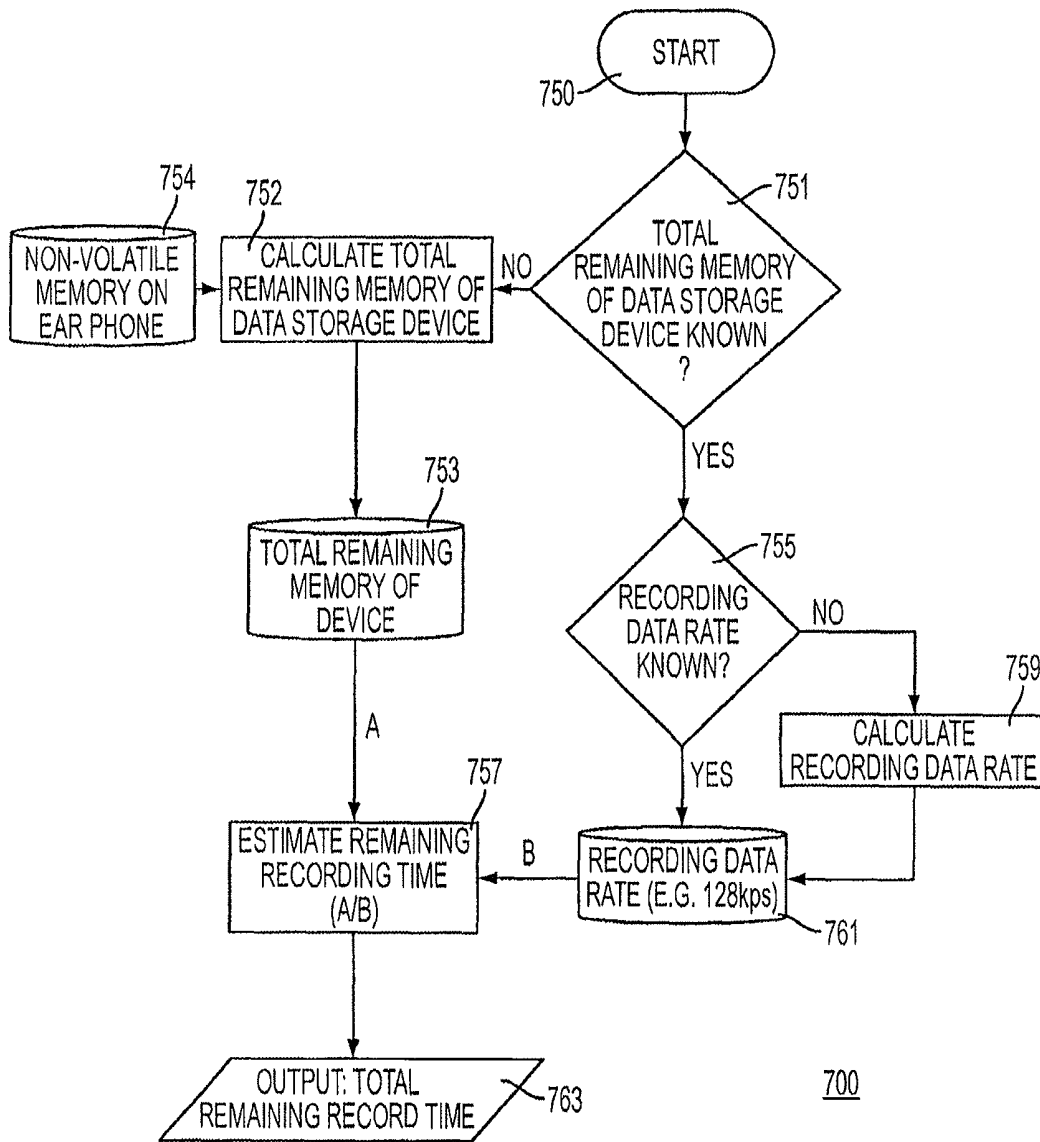 START
750
751
TOTAL
REMAINING MEMORY
OF DATA STORAGE
DEVICE KNOWN
?
NO
752
CALCULATE TOTAL
REMAINING MEMORY OF
DATA STORAGE DEVICE
754
NON-VOLATILE
MEMORY ON
EAR PHONE
YES
753
TOTAL REMAINING
MEMORY OF
DEVICE
755
RECORDING
DATA RATE
KNOWN?
NO
759
CALCULATE
RECORDING DATA RATE
A
YES
757
ESTIMATE REMAINING
RECORDING TIME
(A/B)
B
RECORDING DATA
RATE (E.G. 128kps)
761
OUTPUT: TOTAL
REMAINING RECORD TIME
763
700